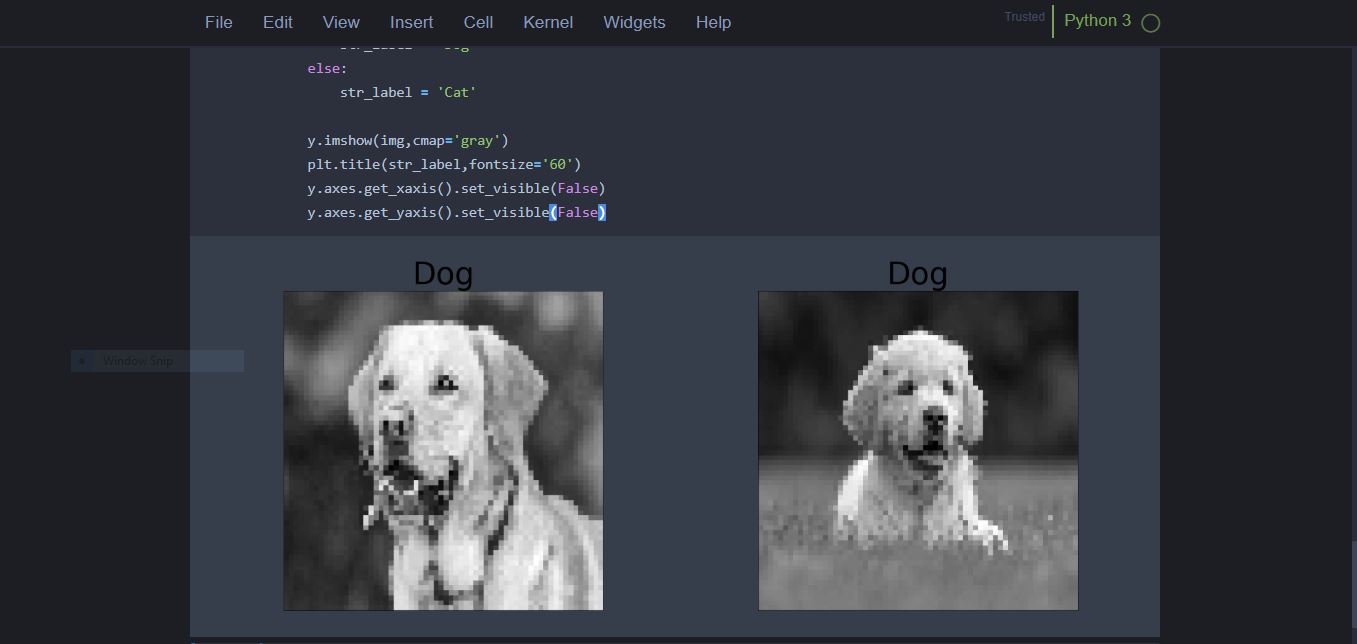 File Edit View Insert Cell Kernel Widgets Help Trusted Python 3
else:
str_label = 'Cat'
y.imshow(img,cmap='gray')
plt.title(str_label,fontsize='60')
y.axes.get_xaxis().set_visible(False)
y.axes.get_yaxis().set_visible(False)
Dog Dog
Window Snip